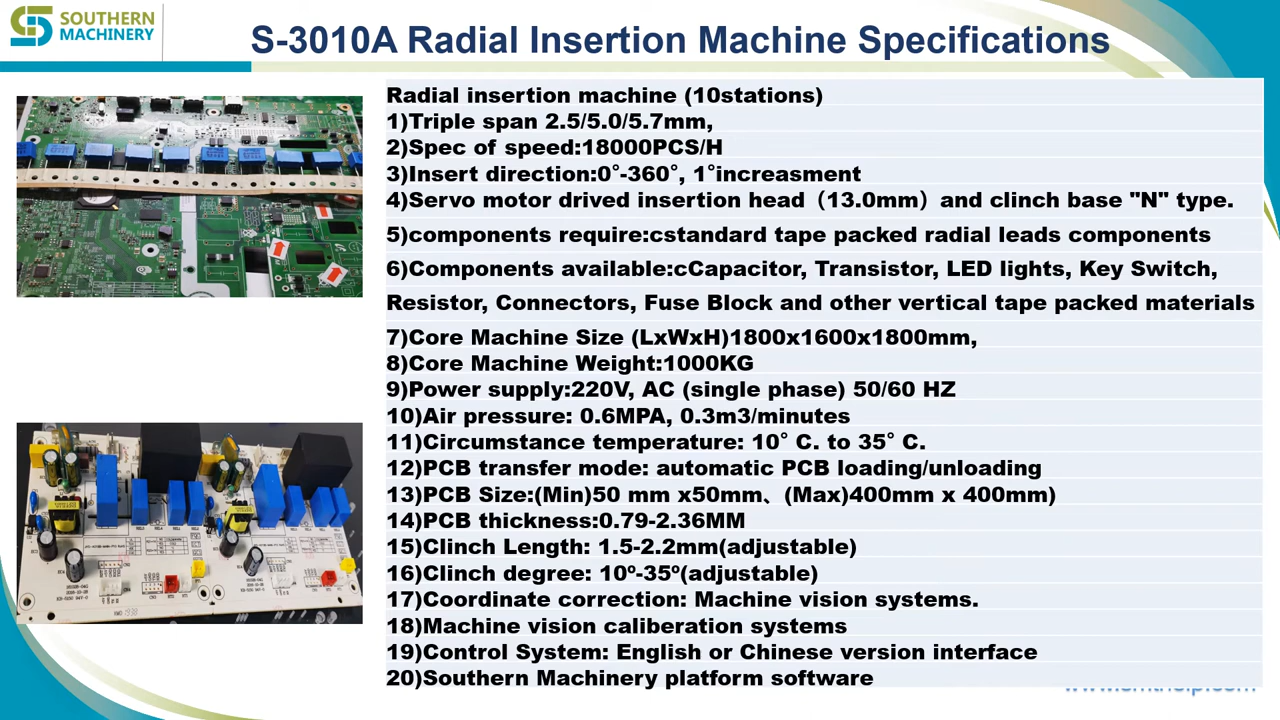 SOUTHERN
MACHINERY
S-3010A Radial Insertion Machine Specifications
Radial insertion machine (10stations)
1)Triple span 2.5/5.0/5.7mm,
2)Spec of speed:18000PCS/H
3)Insert direction:0°-360°, 1°increasment
4)Servo motor drived insertion head（13.0mm）and clinch base "N" type.
5)components require:cstandard tape packed radial leads components
6)Components available:cCapacitor, Transistor, LED lights, Key Switch,
Resistor, Connectors, Fuse Block and other vertical tape packed materials
7)Core Machine Size (LxWxH)1800x1600x1800mm,
8)Core Machine Weight:1000KG
9)Power supply:220V, AC (single phase) 50/60 HZ
10)Air pressure: 0.6MPA, 0.3m3/minutes
11)Circumstance temperature: 10° C. to 35° C.
12)PCB transfer mode: automatic PCB loading/unloading
13)PCB Size:(Min)50 mm x50mm、(Max)400mm x 400mm)
14)PCB thickness:0.79-2.36MM
15)Clinch Length: 1.5-2.2mm(adjustable)
16)Clinch degree: 10º-35º(adjustable)
17)Coordinate correction: Machine vision systems.
18)Machine vision caliberation systems
19)Control System: English or Chinese version interface
20)Southern Machinery platform software
www.smthelp.com